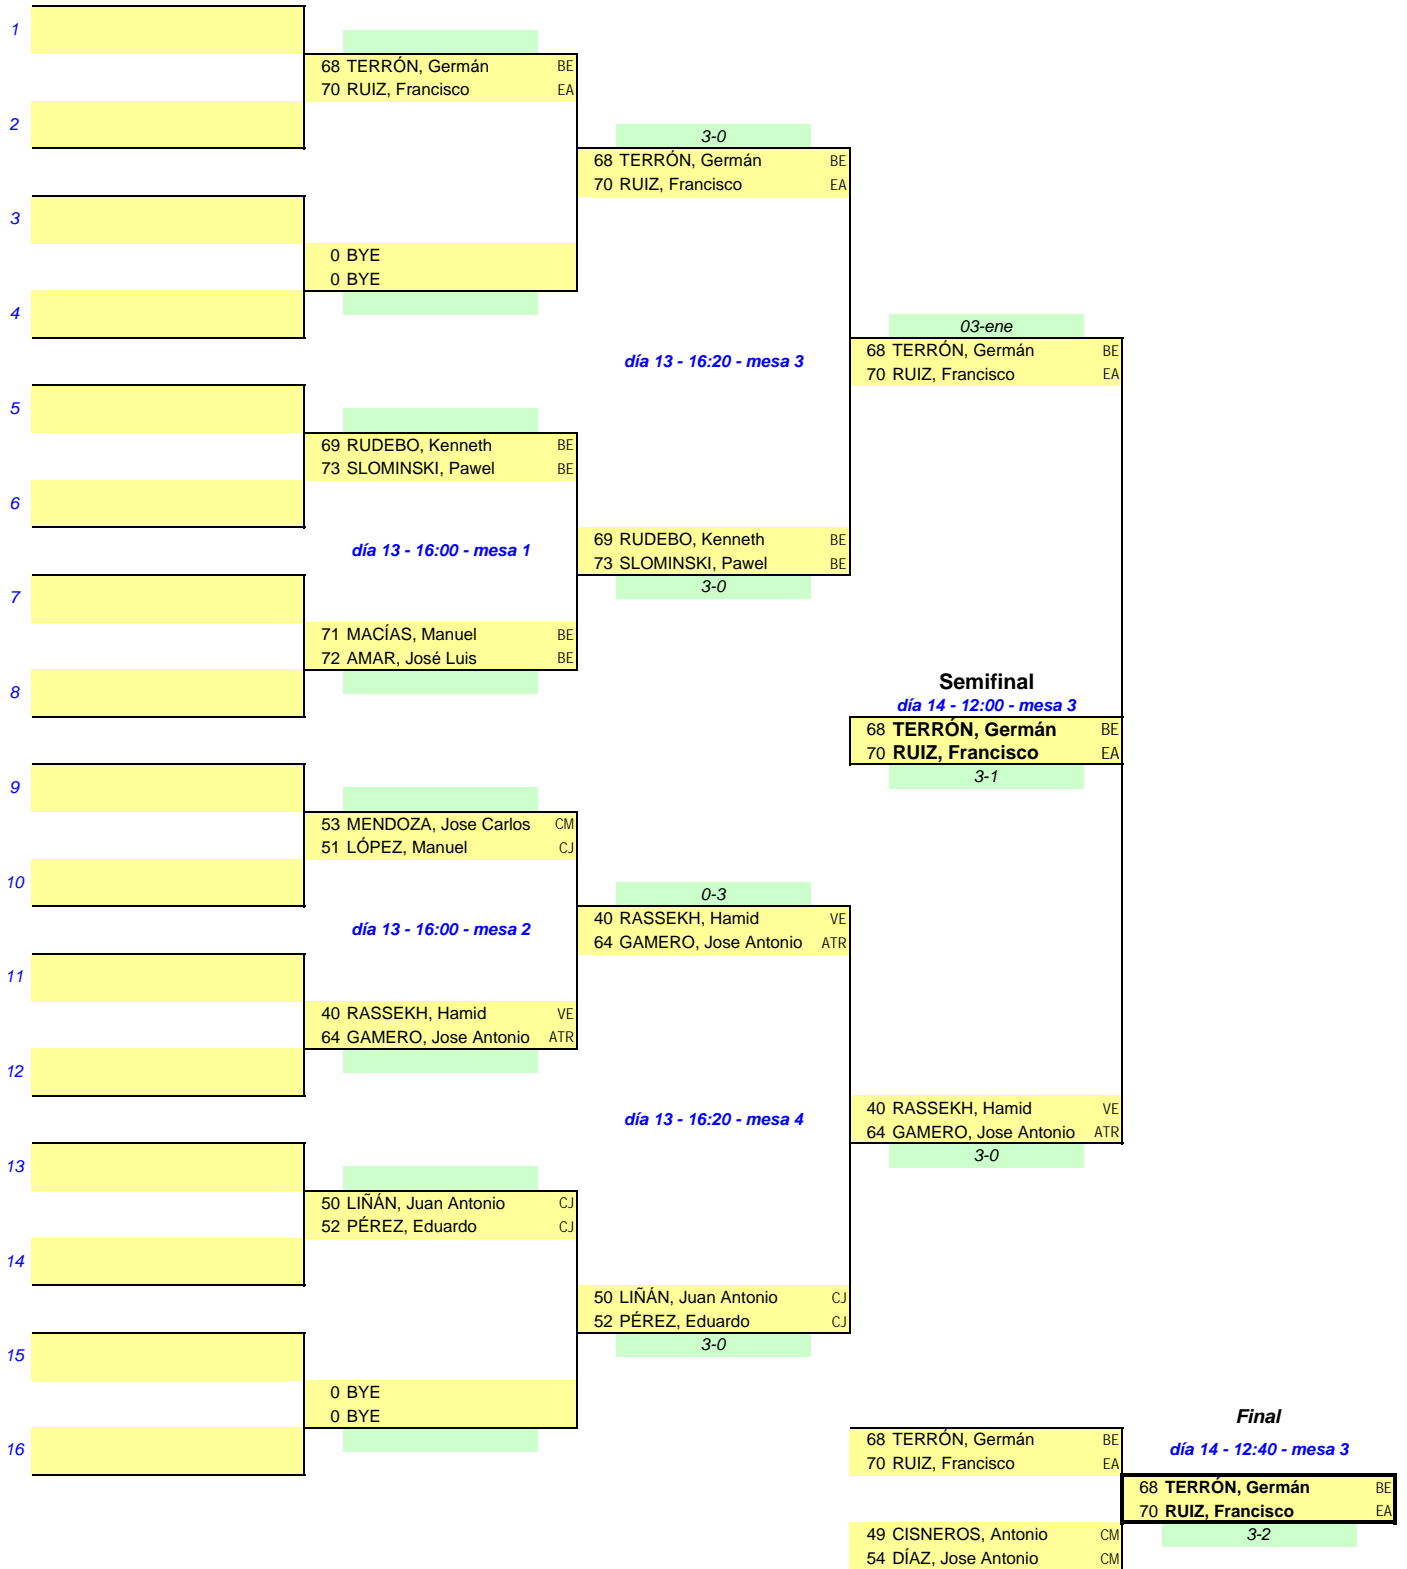 1
68 TERRÓN, Germán BE
70 RUIZ, Francisco EA
2
3-0
68 TERRÓN, Germán BE
70 RUIZ, Francisco EA
3
0 BYE
0 BYE
4
03-ene
68 TERRÓN, Germán BE
70 RUIZ, Francisco EA
día 13 - 16:20 - mesa 3
5
69 RUDEBO, Kenneth BE
73 SLOMINSKI, Pawel BE
6
día 13 - 16:00 - mesa 1
69 RUDEBO, Kenneth BE
73 SLOMINSKI, Pawel BE
3-0
7
71 MACÍAS, Manuel BE
72 AMAR, José Luis BE
8
Semifinal
día 14 - 12:00 - mesa 3
68 TERRÓN, Germán BE
70 RUIZ, Francisco EA
3-1
9
53 MENDOZA, Jose Carlos CM
51 LÓPEZ, Manuel CJ
10
0-3
40 RASSEKH, Hamid VE
64 GAMERO, Jose Antonio ATR
día 13 - 16:00 - mesa 2
11
40 RASSEKH, Hamid VE
64 GAMERO, Jose Antonio ATR
12
día 13 - 16:20 - mesa 4
40 RASSEKH, Hamid VE
64 GAMERO, Jose Antonio ATR
3-0
13
50 LIÑÁN, Juan Antonio CJ
52 PÉREZ, Eduardo CJ
14
50 LIÑÁN, Juan Antonio CJ
52 PÉREZ, Eduardo CJ
3-0
15
0 BYE
0 BYE
16
Final
día 14 - 12:40 - mesa 3
68 TERRÓN, Germán BE
70 RUIZ, Francisco EA
68 TERRÓN, Germán BE
70 RUIZ, Francisco EA
3-2
49 CISNEROS, Antonio CM
54 DÍAZ, Jose Antonio CM